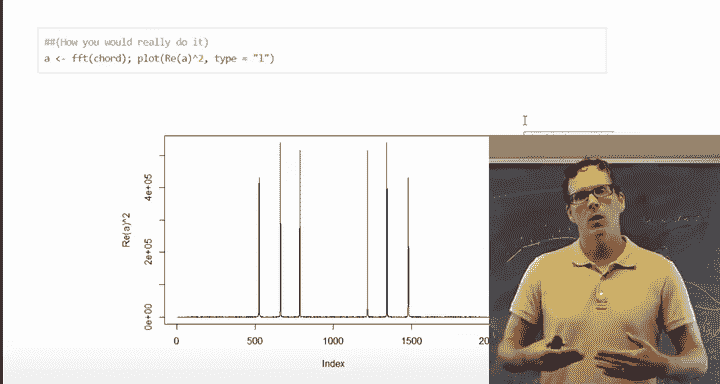 ##(How you would really do it)
a <- fft(chord); plot(Re(a)^2, type = "l")
Re(a)^2
4e+05
2e+05
0e+00
0
500
1000
1500
Index